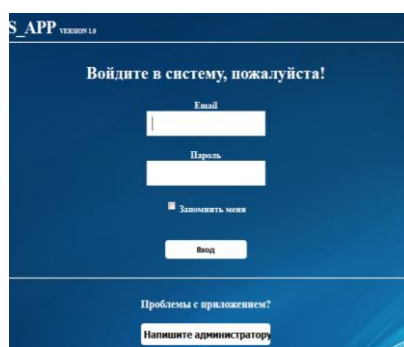 S_APP VERSION 1.0
Войдите в систему, пожалуйста!
Email
Пароль
Запомнить меня
Вход
Проблемы с приложением?
Напишите администратору